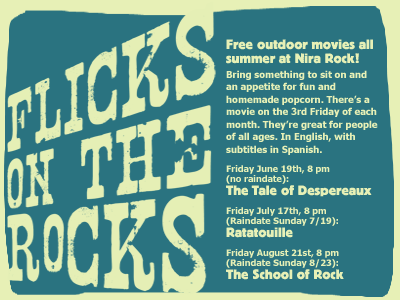 FLICKS
ON THE
ROCKS
Free outdoor movies all
summer at Nira Rock!
Bring something to sit on and
an appetite for fun and
homemade popcorn. There's a
movie on the 3rd Friday of each
month. They're great for people
of all ages. In English, with
subtitles in Spanish.
Friday June 19th, 8 pm
(no raindate):
The Tale of Despereaux
Friday July 17th, 8 pm
(Raindate Sunday 7/19):
Ratatouille
Friday August 21st, 8 pm
(Raindate Sunday 8/23):
The School of Rock